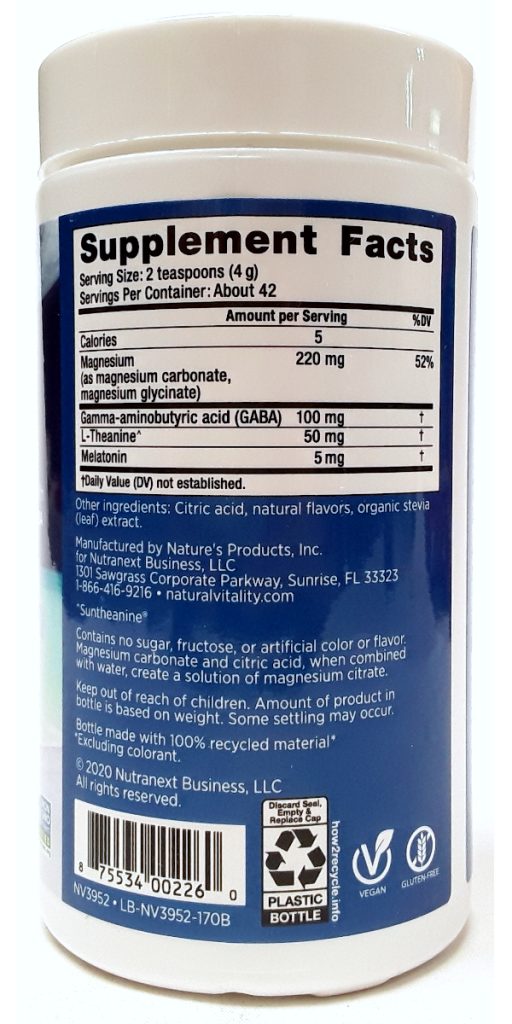 Supplement Facts
Serving Size: 2 teaspoons (4 g)
Servings Per Container: About 42
Amount per Serving %DV
Calories 5
Magnesium 220 mg 52%
(as magnesium carbonate,
magnesium glycinate)
Gamma-aminobutyric acid (GABA) 100 mg †
L-Theanine^ 50 mg †
Melatonin 5 mg †
†Daily Value (DV) not established.
Other ingredients: Citric acid, natural flavors, organic stevia
(leaf) extract.
Manufactured by Nature's Products, Inc.
for Nutranext Business, LLC
1301 Sawgrass Corporate Parkway, Sunrise, FL 33323
1-866-416-9216 • naturalvitality.com
^Suntheanine®
Contains no sugar, fructose, or artificial color or flavor.
Magnesium carbonate and citric acid, when combined
with water, create a solution of magnesium citrate.
Keep out of reach of children. Amount of product in
bottle is based on weight. Some settling may occur.
Bottle made with 100% recycled material*
*Excluding colorant.
© 2020 Nutranext Business, LLC
All rights reserved.
8 75534 00226 0
NV3952 • LB-NV3952-170B
Discard Seal,
Empty &
Replace Cap
PLASTIC
BOTTLE
how2recycle.info
VEGAN
GLUTEN-FREE